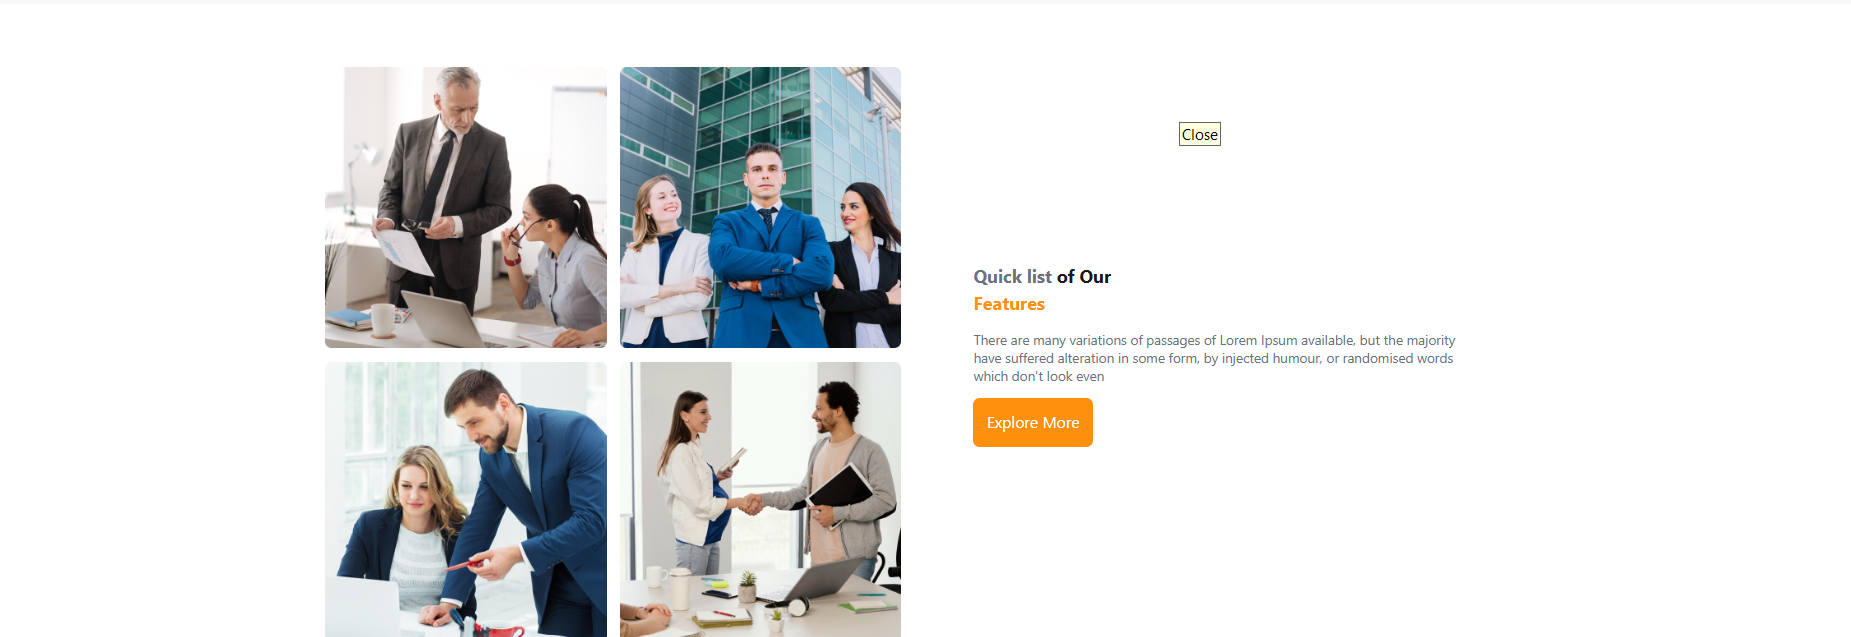 Close
Quick list of Our
Features
There are many variations of passages of Lorem Ipsum available, but the majority
have suffered alteration in some form, by injected humour, or randomised words
which don't look even
Explore More